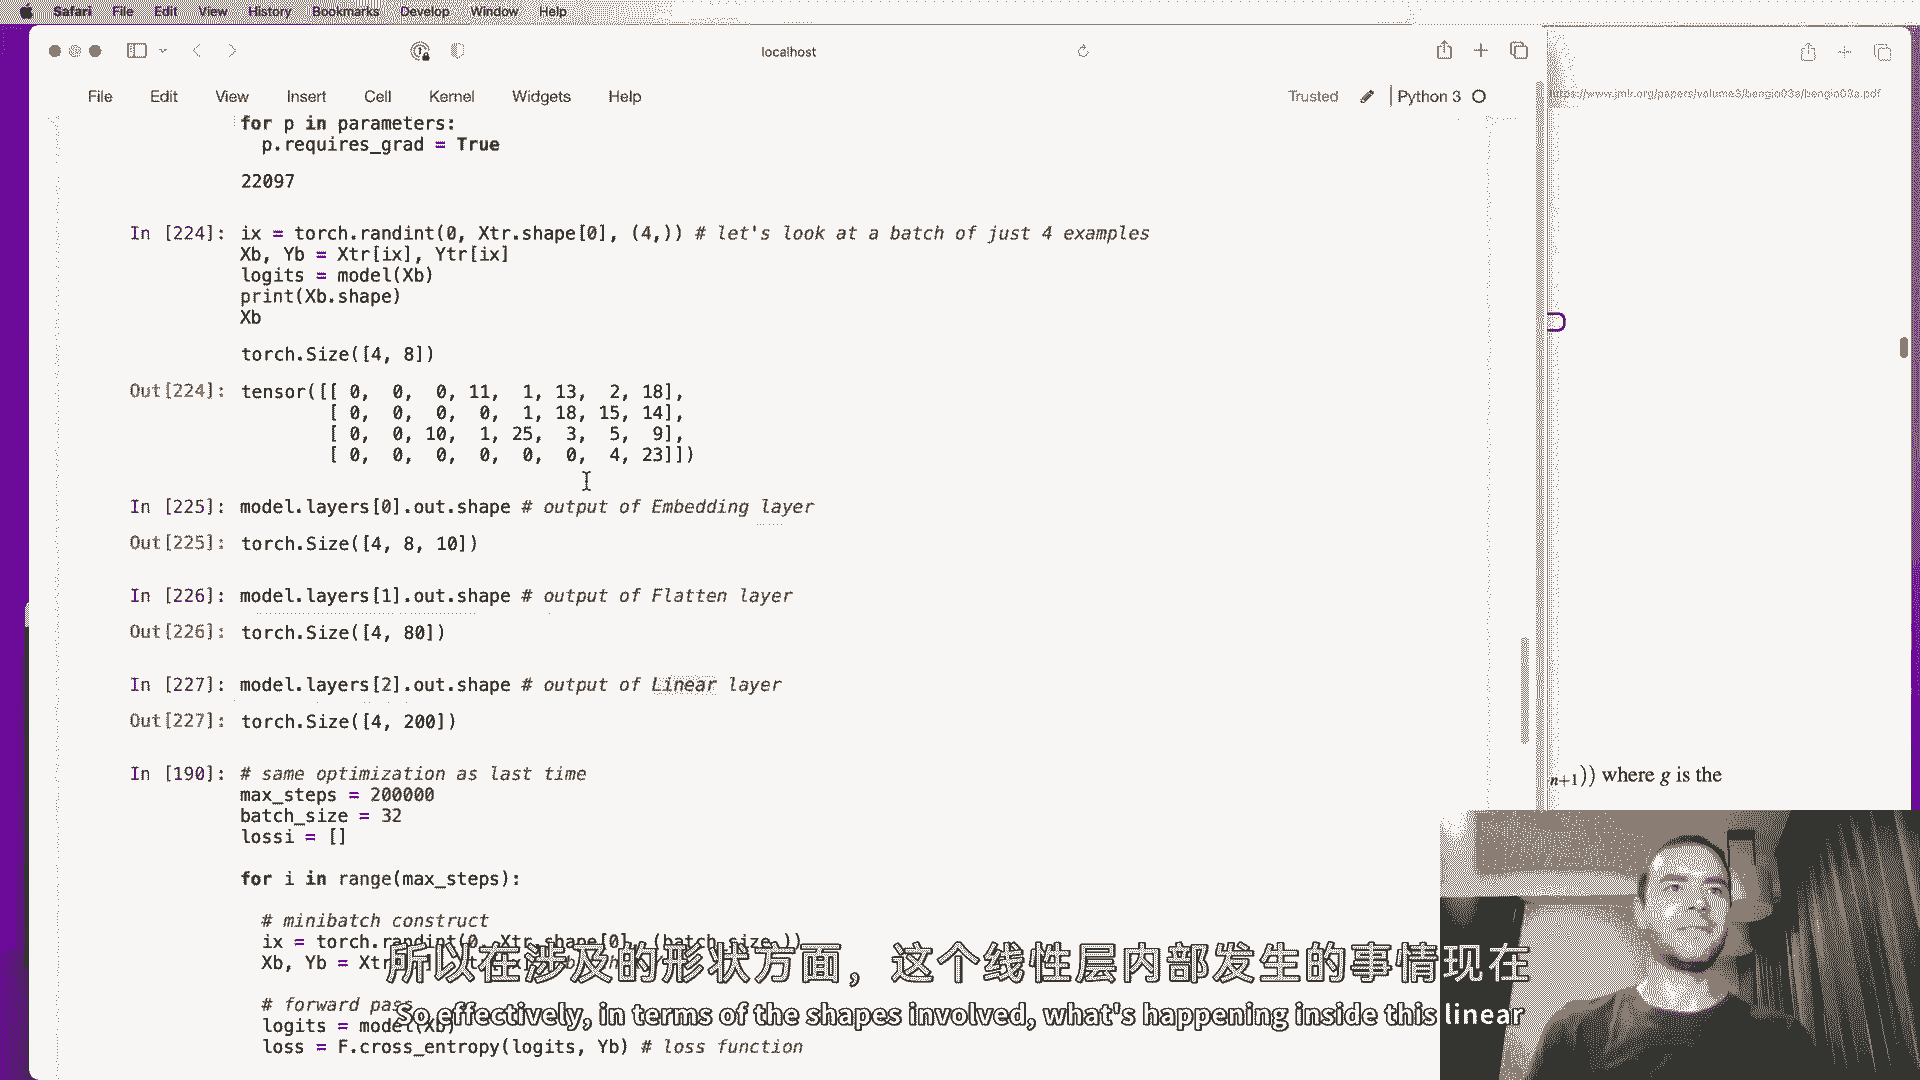 Safari File Edit View History Bookmarks Develop Window Help
localhost
File Edit View Insert Cell Kernel Widgets Help
Trusted Python 3
https://www.jmlr.org/papers/volume3/bengio03a/bengio03a.pdf
for p in parameters:
p.requires_grad = True
22097
In [224]: ix = torch.randint(0, Xtr.shape[0], (4,)) # let's look at a batch of just 4 examples
Xb, Yb = Xtr[ix], Ytr[ix]
logits = model(Xb)
print(Xb.shape)
Xb
torch.Size([4, 8])
Out[224]: tensor([[ 0, 0, 0, 11, 1, 13, 2, 18],
[ 0, 0, 0, 0, 1, 18, 15, 14],
[ 0, 0, 10, 1, 25, 3, 5, 9],
[ 0, 0, 0, 0, 0, 0, 4, 23]])
In [225]: model.layers[0].out.shape # output of Embedding layer
Out[225]: torch.Size([4, 8, 10])
In [226]: model.layers[1].out.shape # output of Flatten layer
Out[226]: torch.Size([4, 80])
In [227]: model.layers[2].out.shape # output of Linear layer
Out[227]: torch.Size([4, 200])
In [190]: # same optimization as last time
max_steps = 200000
batch_size = 32
lossi = []
for i in range(max_steps):
# minibatch construct
ix = torch.randint(0, Xtr.shape[0], (batch_size,))
Xb, Yb = Xtr
# forward pass
logits = model(Xb)
loss = F.cross_entropy(logits, Yb) # loss function
n+1)) where g is the
所以在涉及的形状方面，这个线性层内部发生的事情现在
So effectively, in terms of the shapes involved, what's happening inside this linear